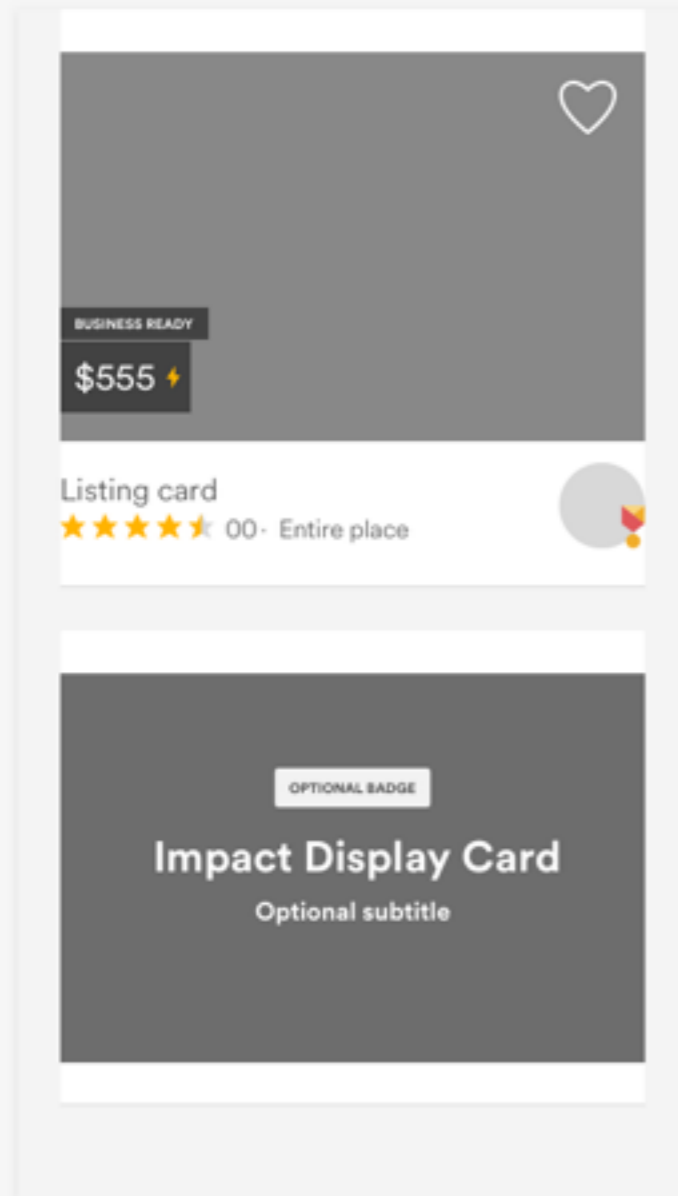 BUSINESS READY
$555
Listing card
00· Entire place
OPTIONAL BADGE
Impact Display Card
Optional subtitle